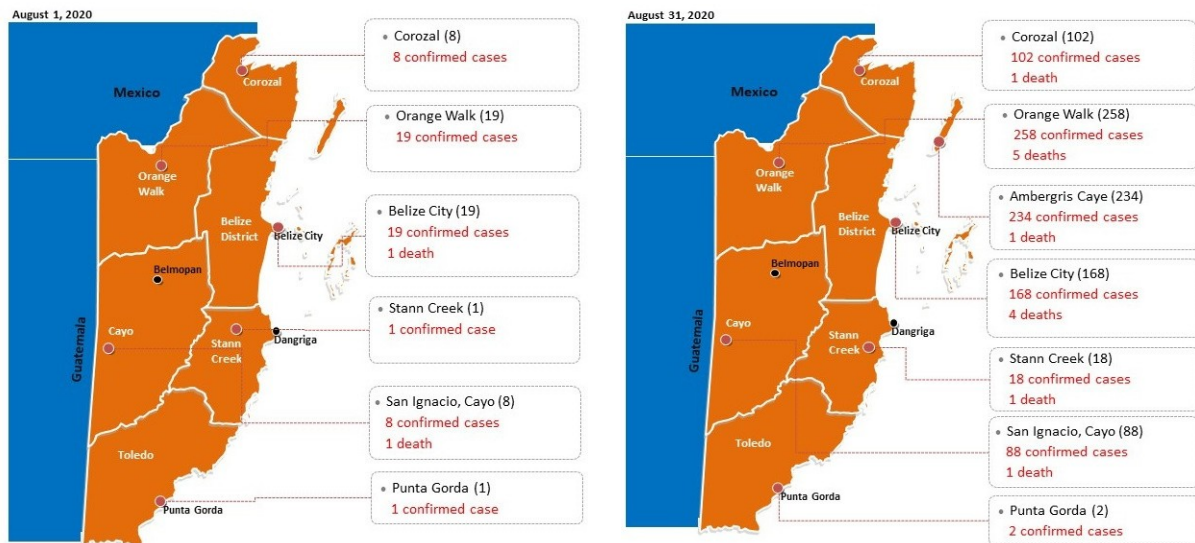 August 1, 2020
Mexico
Guatemala
Corozal
Orange
Walk
Belize
District
Belize City
Belmopan
Cayo
Stann
Creek
Dangriga
Toledo
Punta Gorda
Corozal (8)
8 confirmed cases
Orange Walk (19)
19 confirmed cases
Belize City (19)
19 confirmed cases
1 death
Stann Creek (1)
1 confirmed case
San Ignacio, Cayo (8)
8 confirmed cases
1 death
Punta Gorda (1)
1 confirmed case
August 31, 2020
Mexico
Guatemala
Corozal
Orange
Walk
Belize
District
Belize City
Belmopan
Cayo
Stann
Creek
Dangriga
Toledo
Punta Gorda
Corozal (102)
102 confirmed cases
1 death
Orange Walk (258)
258 confirmed cases
5 deaths
Ambergris Caye (234)
234 confirmed cases
1 death
Belize City (168)
168 confirmed cases
4 deaths
Stann Creek (18)
18 confirmed cases
1 death
San Ignacio, Cayo (88)
88 confirmed cases
1 death
Punta Gorda (2)
2 confirmed cases